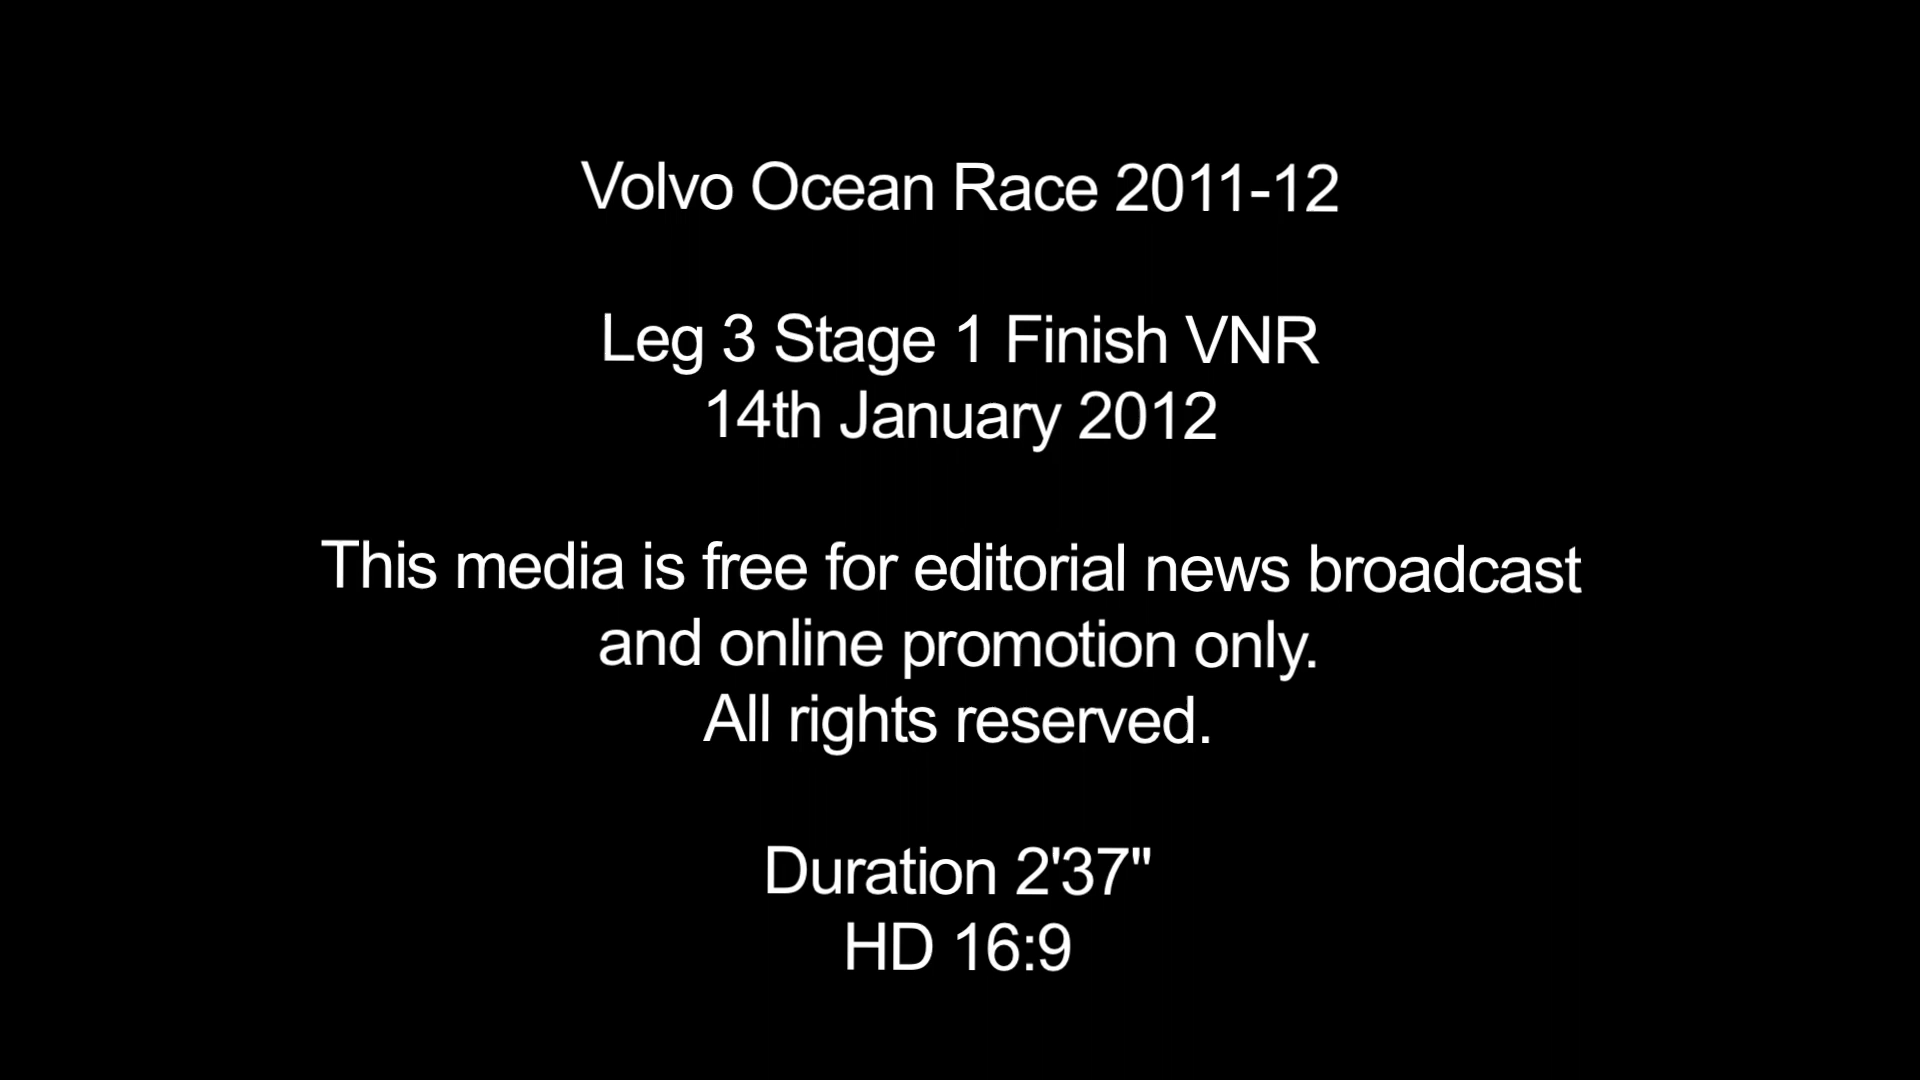 Volvo Ocean Race 2011-12
Leg 3 Stage 1 Finish VNR
14th January 2012
This media is free for editorial news broadcast
and online promotion only.
All rights reserved.
Duration 2'37"
HD 16:9